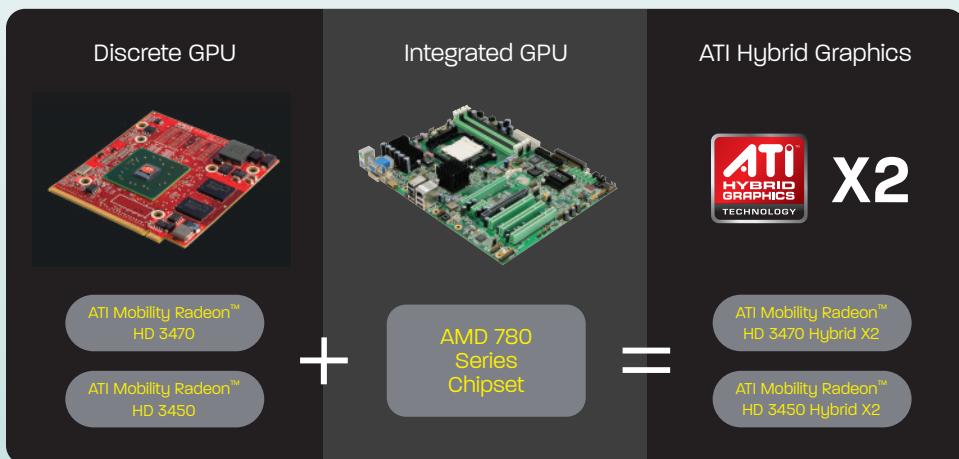 Discrete GPU
Integrated GPU
ATI Hybrid Graphics
ATI
HYBRID
GRAPHICS
TECHNOLOGY
X2
ATI Mobility Radeon™
HD 3470
ATI Mobility Radeon™
HD 3450
+
AMD 780
Series
Chipset
=
ATI Mobility Radeon™
HD 3470 Hybrid X2
ATI Mobility Radeon™
HD 3450 Hybrid X2